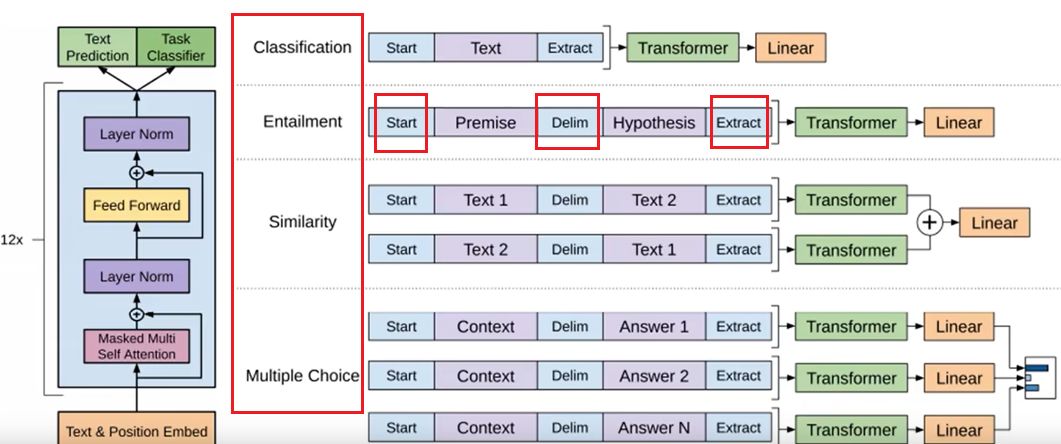 Text
Prediction
Task
Classifier
Layer Norm
Feed Forward
12x
Layer Norm
Masked Multi
Self Attention
Text & Position Embed
Classification
Start Text Extract Transformer Linear
Entailment
Start Premise Delim Hypothesis Extract Transformer Linear
Similarity
Start Text 1 Delim Text 2 Extract Transformer
+ Linear
Start Text 2 Delim Text 1 Extract Transformer
Multiple Choice
Start Context Delim Answer 1 Extract Transformer Linear
Start Context Delim Answer 2 Extract Transformer Linear
Start Context Delim Answer N Extract Transformer Linear